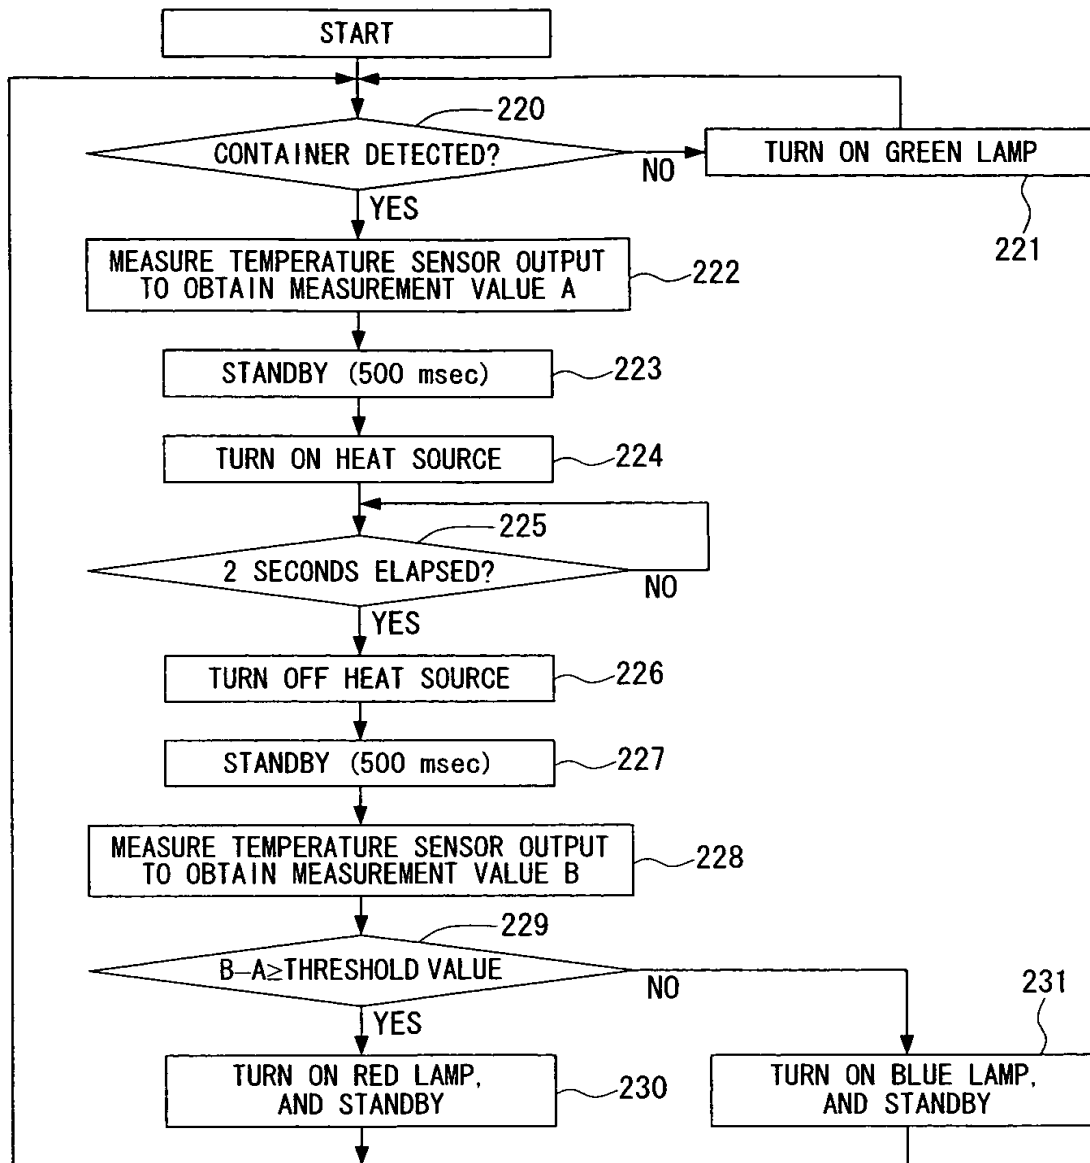 START
220
CONTAINER DETECTED?
NO
TURN ON GREEN LAMP
221
YES
MEASURE TEMPERATURE SENSOR OUTPUT
TO OBTAIN MEASUREMENT VALUE A
222
STANDBY (500 msec)
223
TURN ON HEAT SOURCE
224
225
2 SECONDS ELAPSED?
NO
YES
TURN OFF HEAT SOURCE
226
STANDBY (500 msec)
227
MEASURE TEMPERATURE SENSOR OUTPUT
TO OBTAIN MEASUREMENT VALUE B
228
229
B–A≥THRESHOLD VALUE
NO
YES
231
TURN ON RED LAMP,
AND STANDBY
230
TURN ON BLUE LAMP,
AND STANDBY